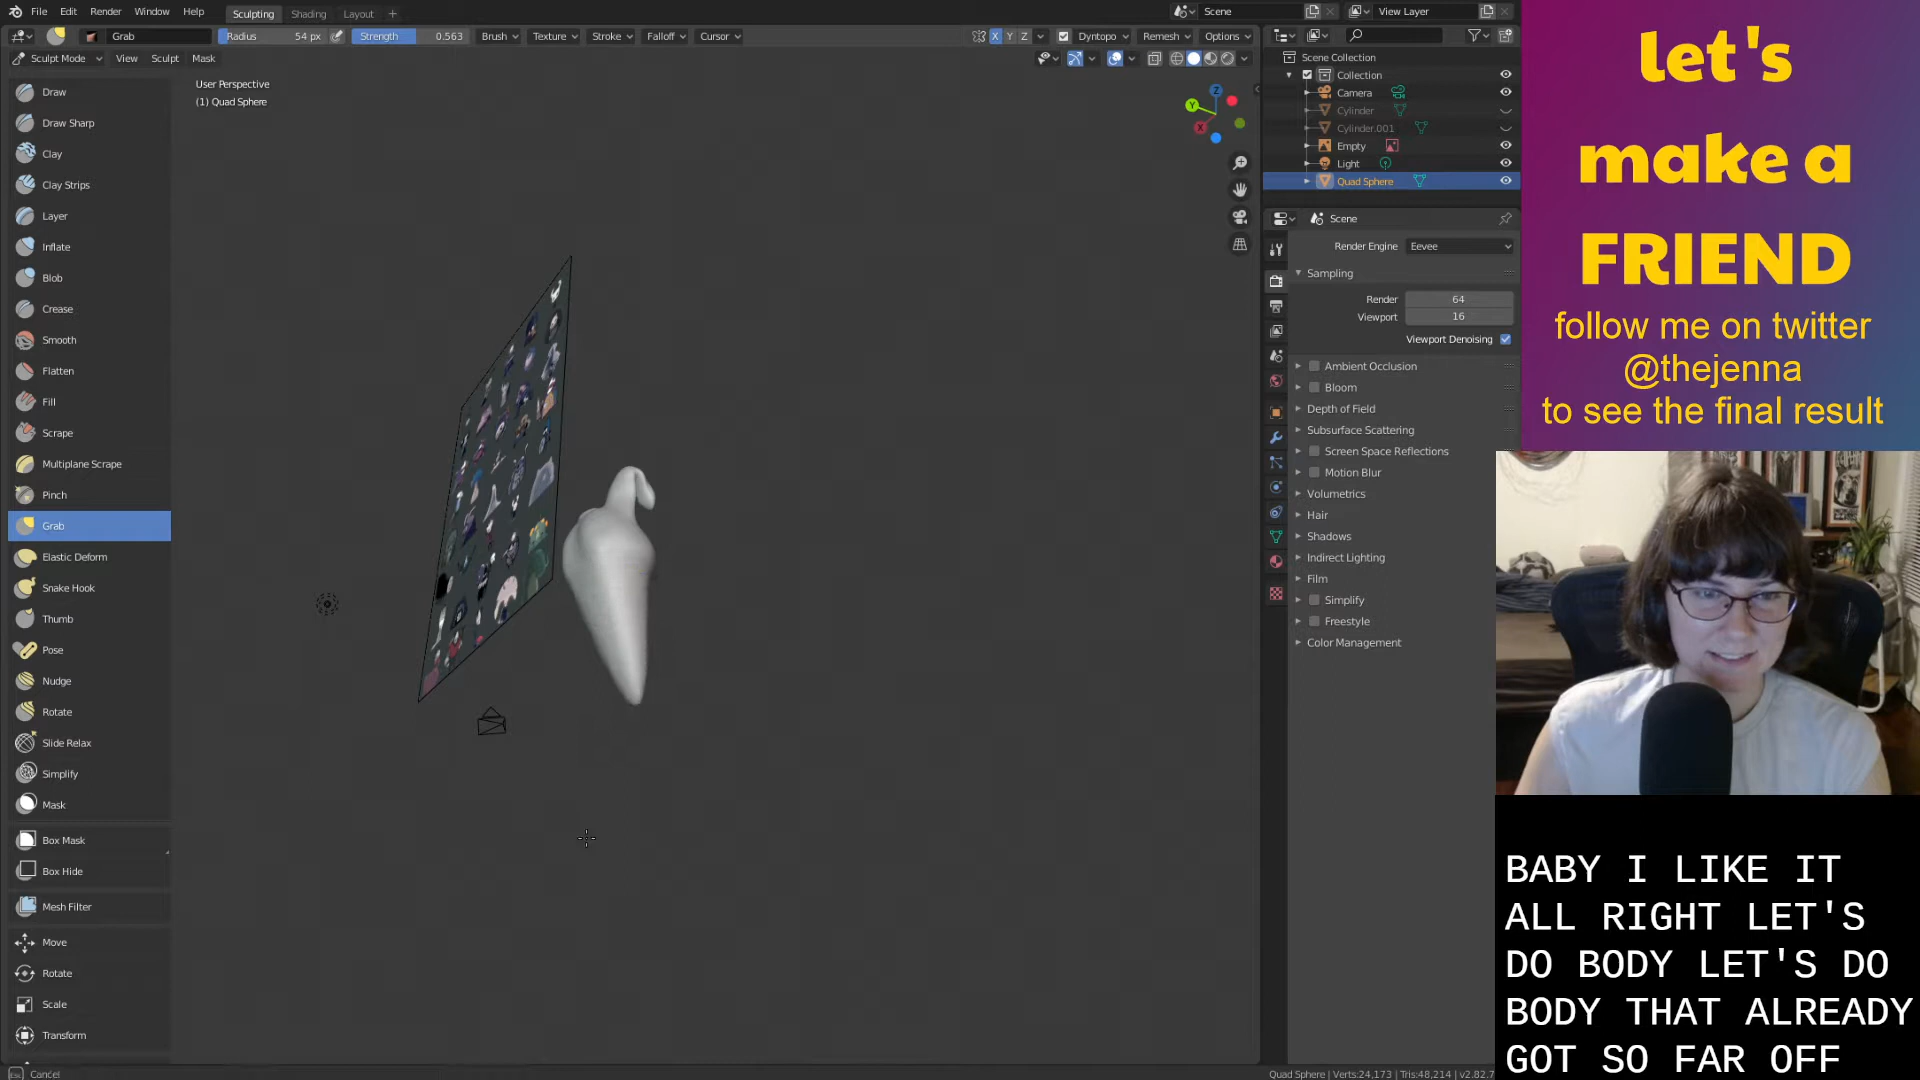 File Edit Render Window Help Sculpting Shading Layout + Scene View Layer
Grab Radius 54 px Strength 0.563 Brush Texture Stroke Falloff Cursor X Y Z Dyntopo Remesh Options
Sculpt Mode View Sculpt Mask
User Perspective
(1) Quad Sphere
Draw
Draw Sharp
Clay
Clay Strips
Layer
Inflate
Blob
Crease
Smooth
Flatten
Fill
Scrape
Multiplane Scrape
Pinch
Grab
Elastic Deform
Snake Hook
Thumb
Pose
Nudge
Rotate
Slide Relax
Simplify
Mask
Box Mask
Box Hide
Mesh Filter
Move
Rotate
Scale
Transform
Esc Cancel
Z
Y
X
Scene Collection
Collection
Camera
Cylinder
Cylinder.001
Empty
Light
Quad Sphere
Scene
Render Engine Eevee
Sampling
Render 64
Viewport 16
Viewport Denoising
Ambient Occlusion
Bloom
Depth of Field
Subsurface Scattering
Screen Space Reflections
Motion Blur
Volumetrics
Hair
Shadows
Indirect Lighting
Film
Simplify
Freestyle
Color Management
Quad Sphere | Verts:24,173 | Tris:48,214 | v2.82.7
let's
make a
FRIEND
follow me on twitter
@thejenna
to see the final result
BABY I LIKE IT
ALL RIGHT LET'S
DO BODY LET'S DO
BODY THAT ALREADY
GOT SO FAR OFF